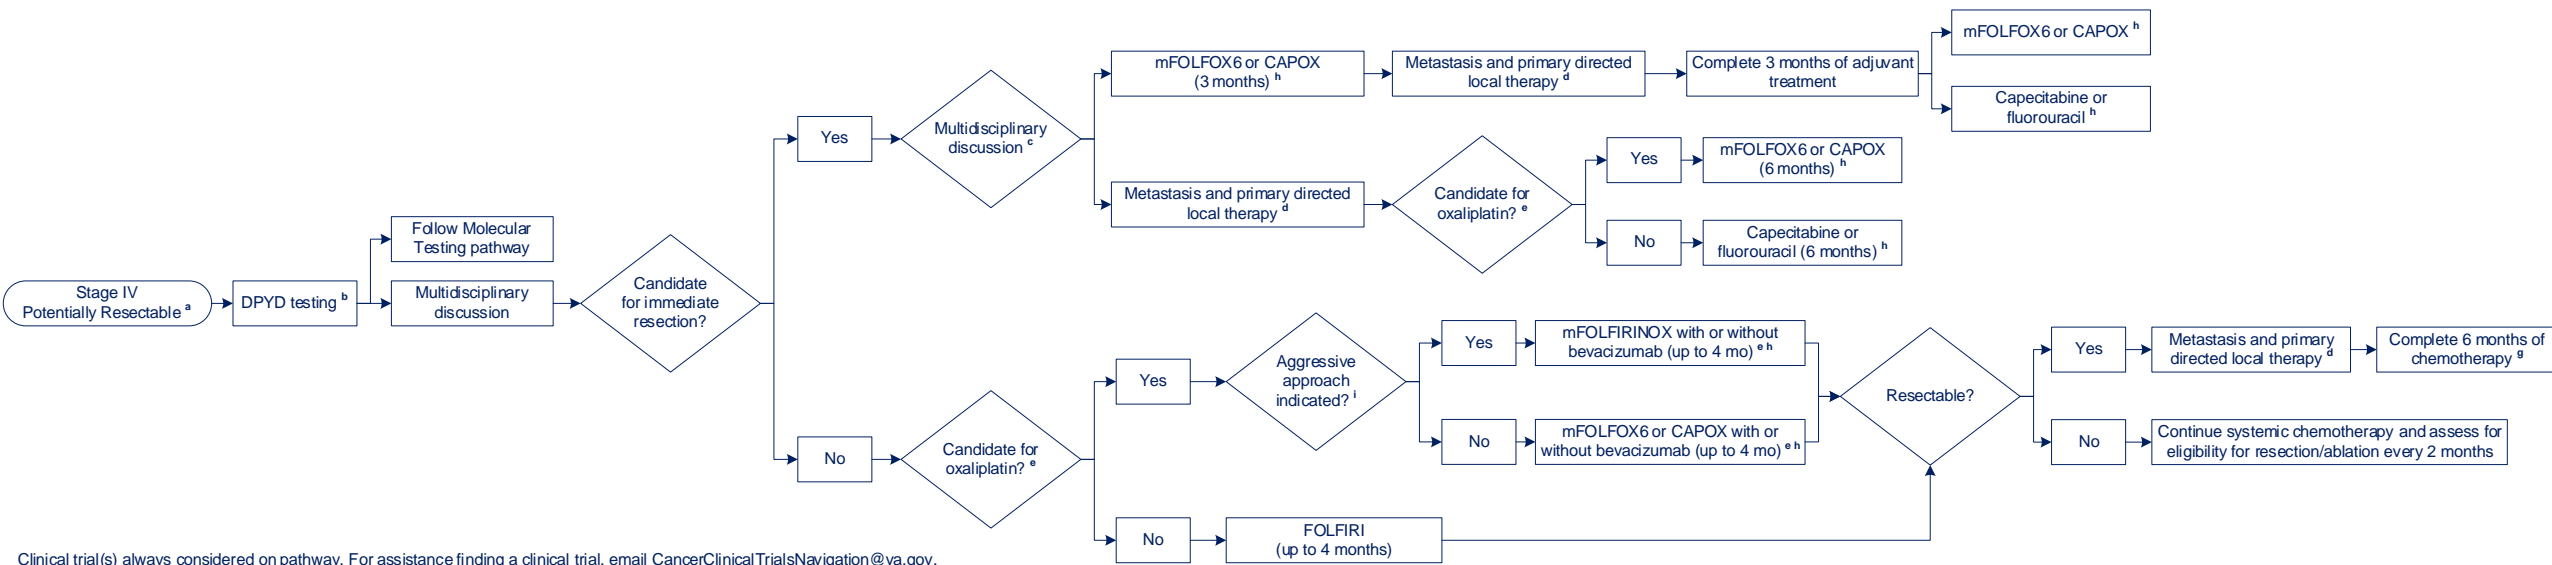 Stage IV
Potentially Resectable a
DPYD testing b
Follow Molecular
Testing pathway
Multidisciplinary
discussion
Candidate
for immediate
resection?
Yes
Multidisciplinary
discussion c
mFOLFOX6 or CAPOX
(3 months) h
Metastasis and primary directed
local therapy d
Complete 3 months of adjuvant
treatment
mFOLFOX6 or CAPOX h
Capecitabine or
fluorouracil h
Metastasis and primary directed
local therapy d
Candidate for
oxaliplatin? e
Yes
mFOLFOX6 or CAPOX
(6 months) h
No
Capecitabine or
fluorouracil (6 months) h
No
Candidate for
oxaliplatin? e
Yes
Aggressive
approach
indicated? i
Yes
mFOLFIRINOX with or without
bevacizumab (up to 4 mo) e h
No
mFOLFOX6 or CAPOX with or
without bevacizumab (up to 4 mo) e h
No
FOLFIRI
(up to 4 months)
Resectable?
Yes
Metastasis and primary
directed local therapy d
Complete 6 months of
chemotherapy g
No
Continue systemic chemotherapy and assess for
eligibility for resection/ablation every 2 months
Clinical trial(s) always considered on pathway. For assistance finding a clinical trial, email CancerClinicalTrialsNavigation@va.gov.